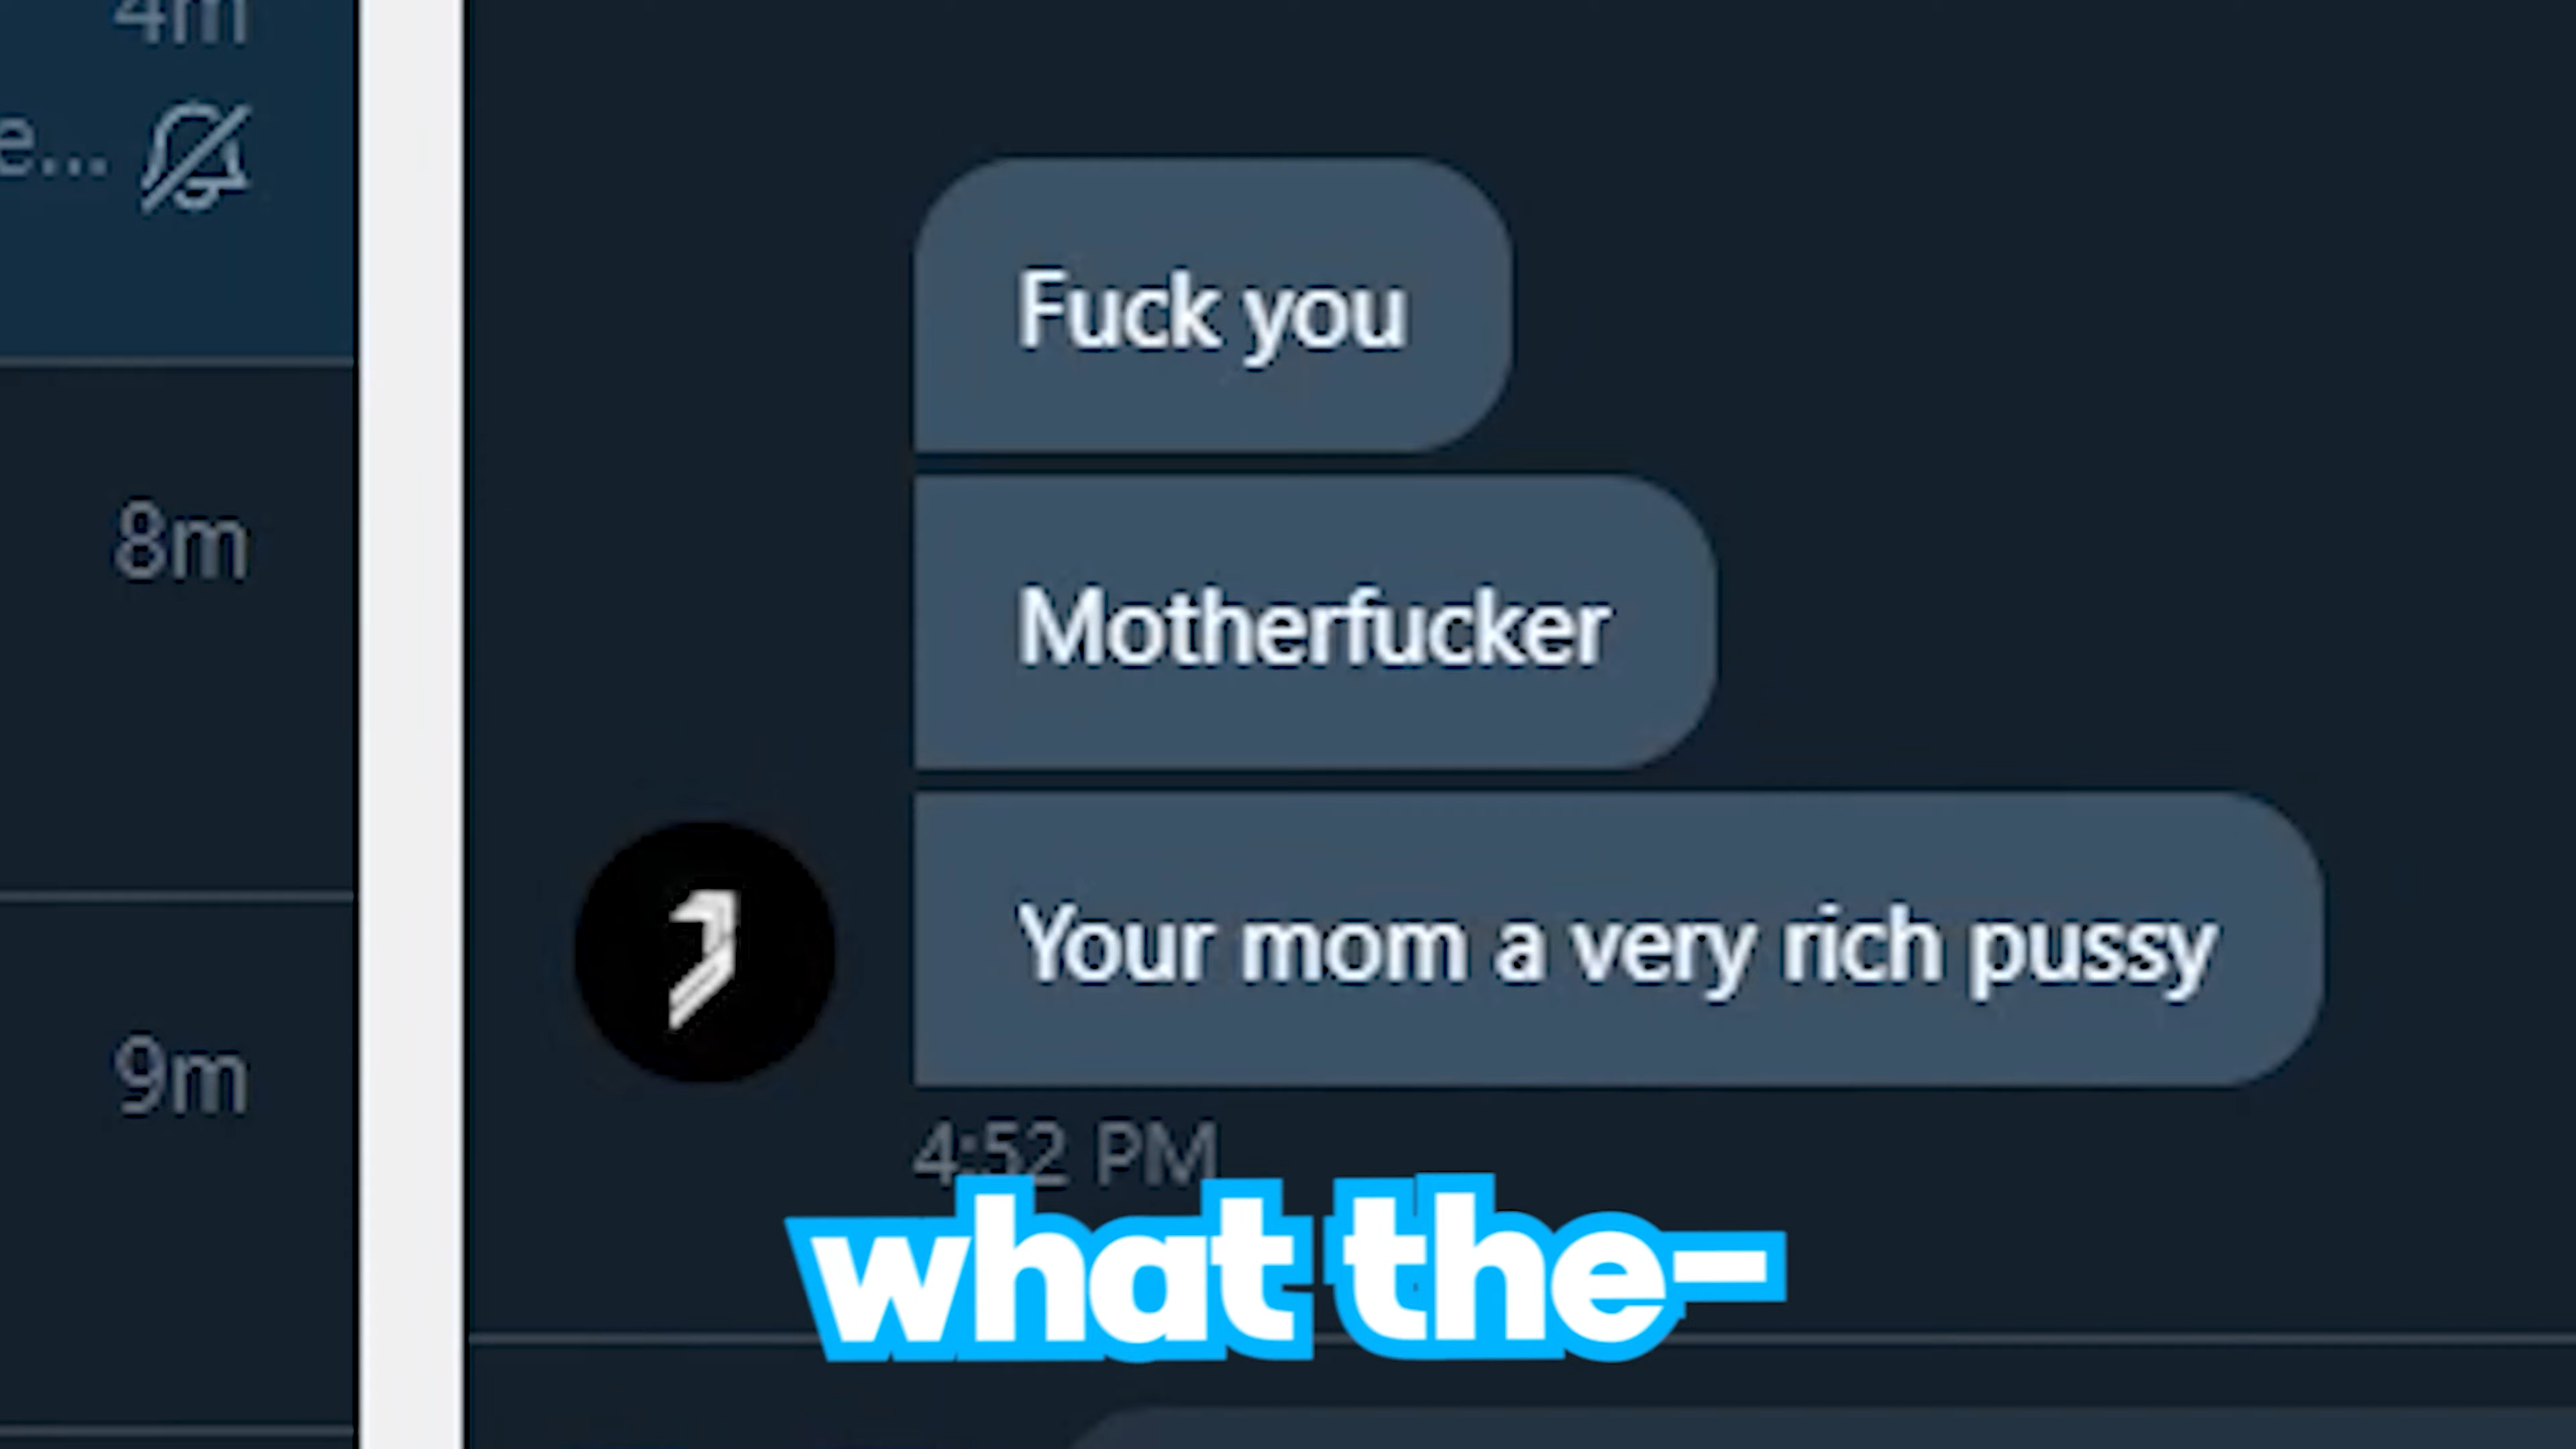 4m
e...
8m
9m
Fuck you
Motherfucker
Your mom a very rich pussy
4:52 PM
what the-